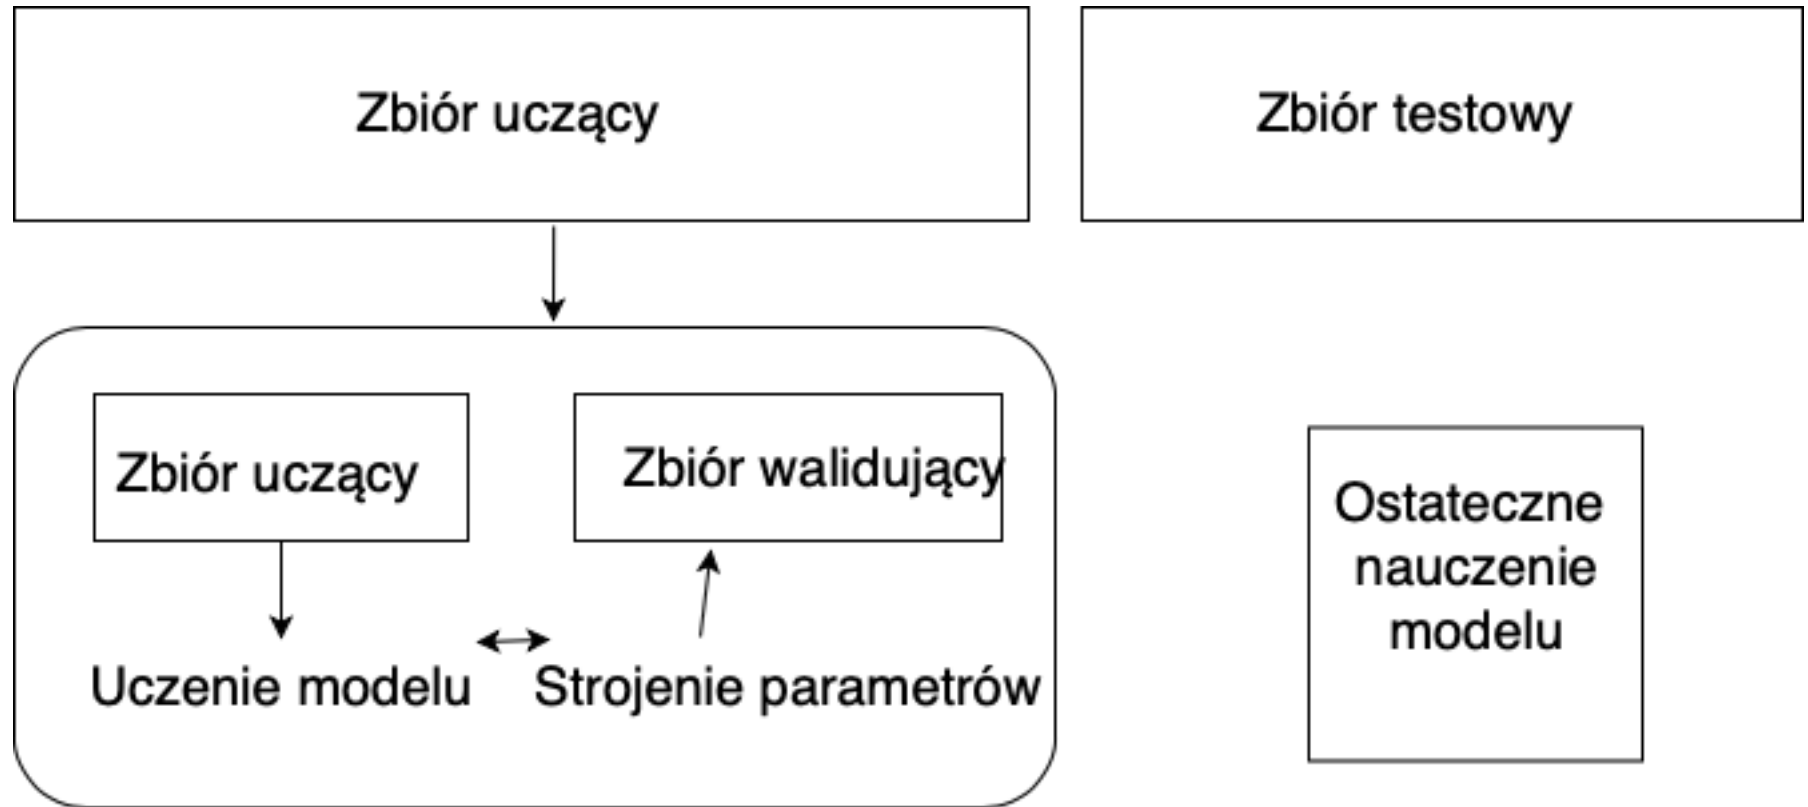 Zbiór uczący
Zbiór testowy
Zbiór uczący
Zbiór walidujący
Uczenie modelu
Strojenie parametrów
Ostateczne
nauczenie
modelu